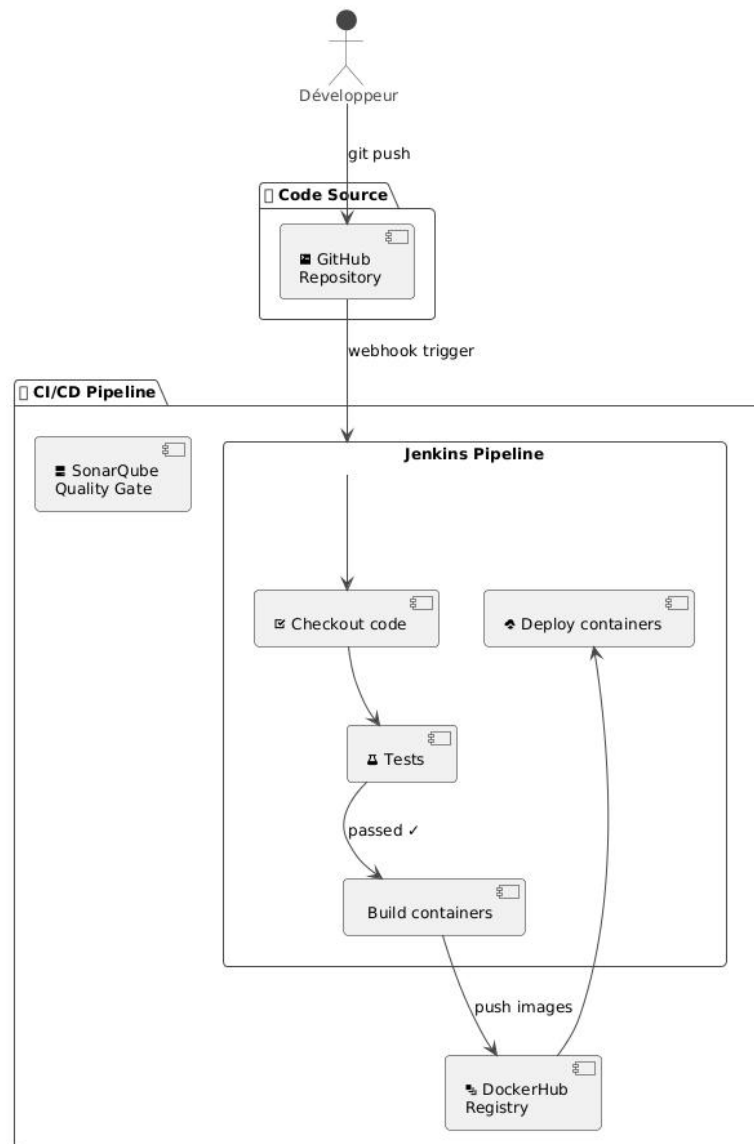 Développeur
git push
Code Source
GitHub
Repository
webhook trigger
CI/CD Pipeline
SonarQube
Quality Gate
Jenkins Pipeline
Checkout code
Deploy containers
Tests
passed ✓
Build containers
push images
DockerHub
Registry